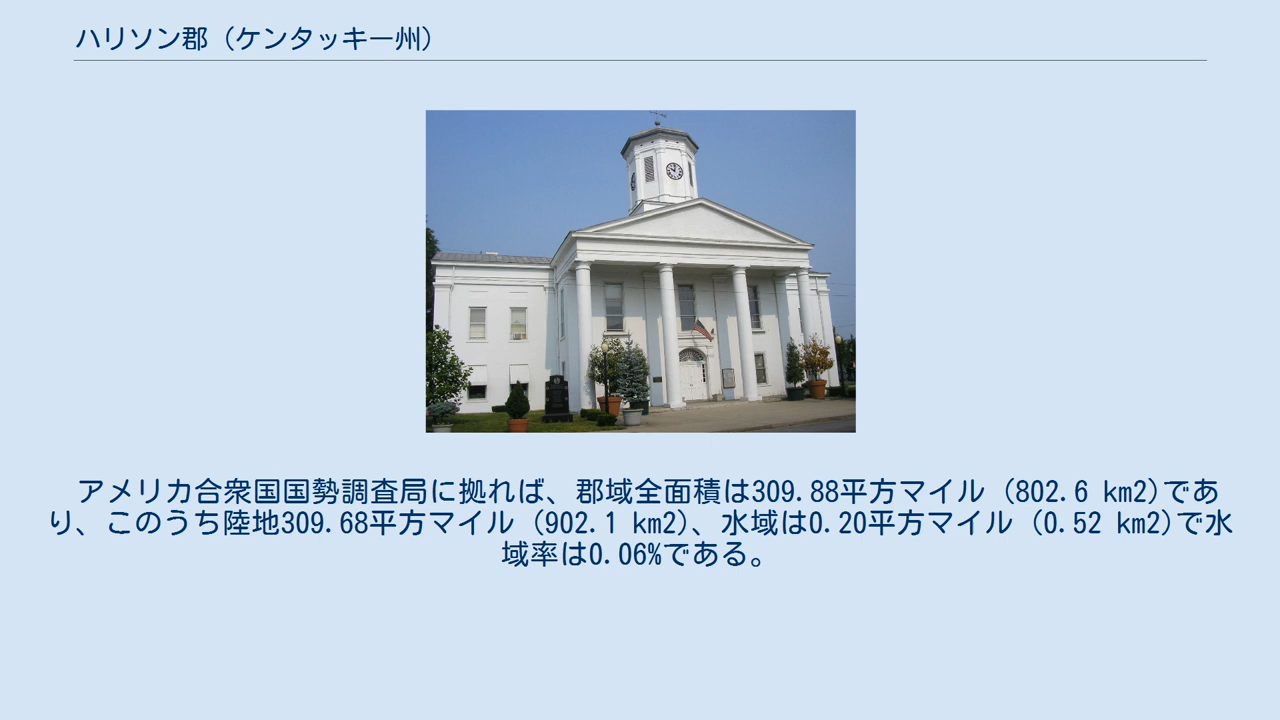 ハリソン郡（ケンタッキー州）
アメリカ合衆国国勢調査局に拠れば、郡域全面積は309.88平方マイル (802.6 km2)であ
り、このうち陸地309.68平方マイル (902.1 km2)、水域は0.20平方マイル (0.52 km2)で水
域率は0.06%である。